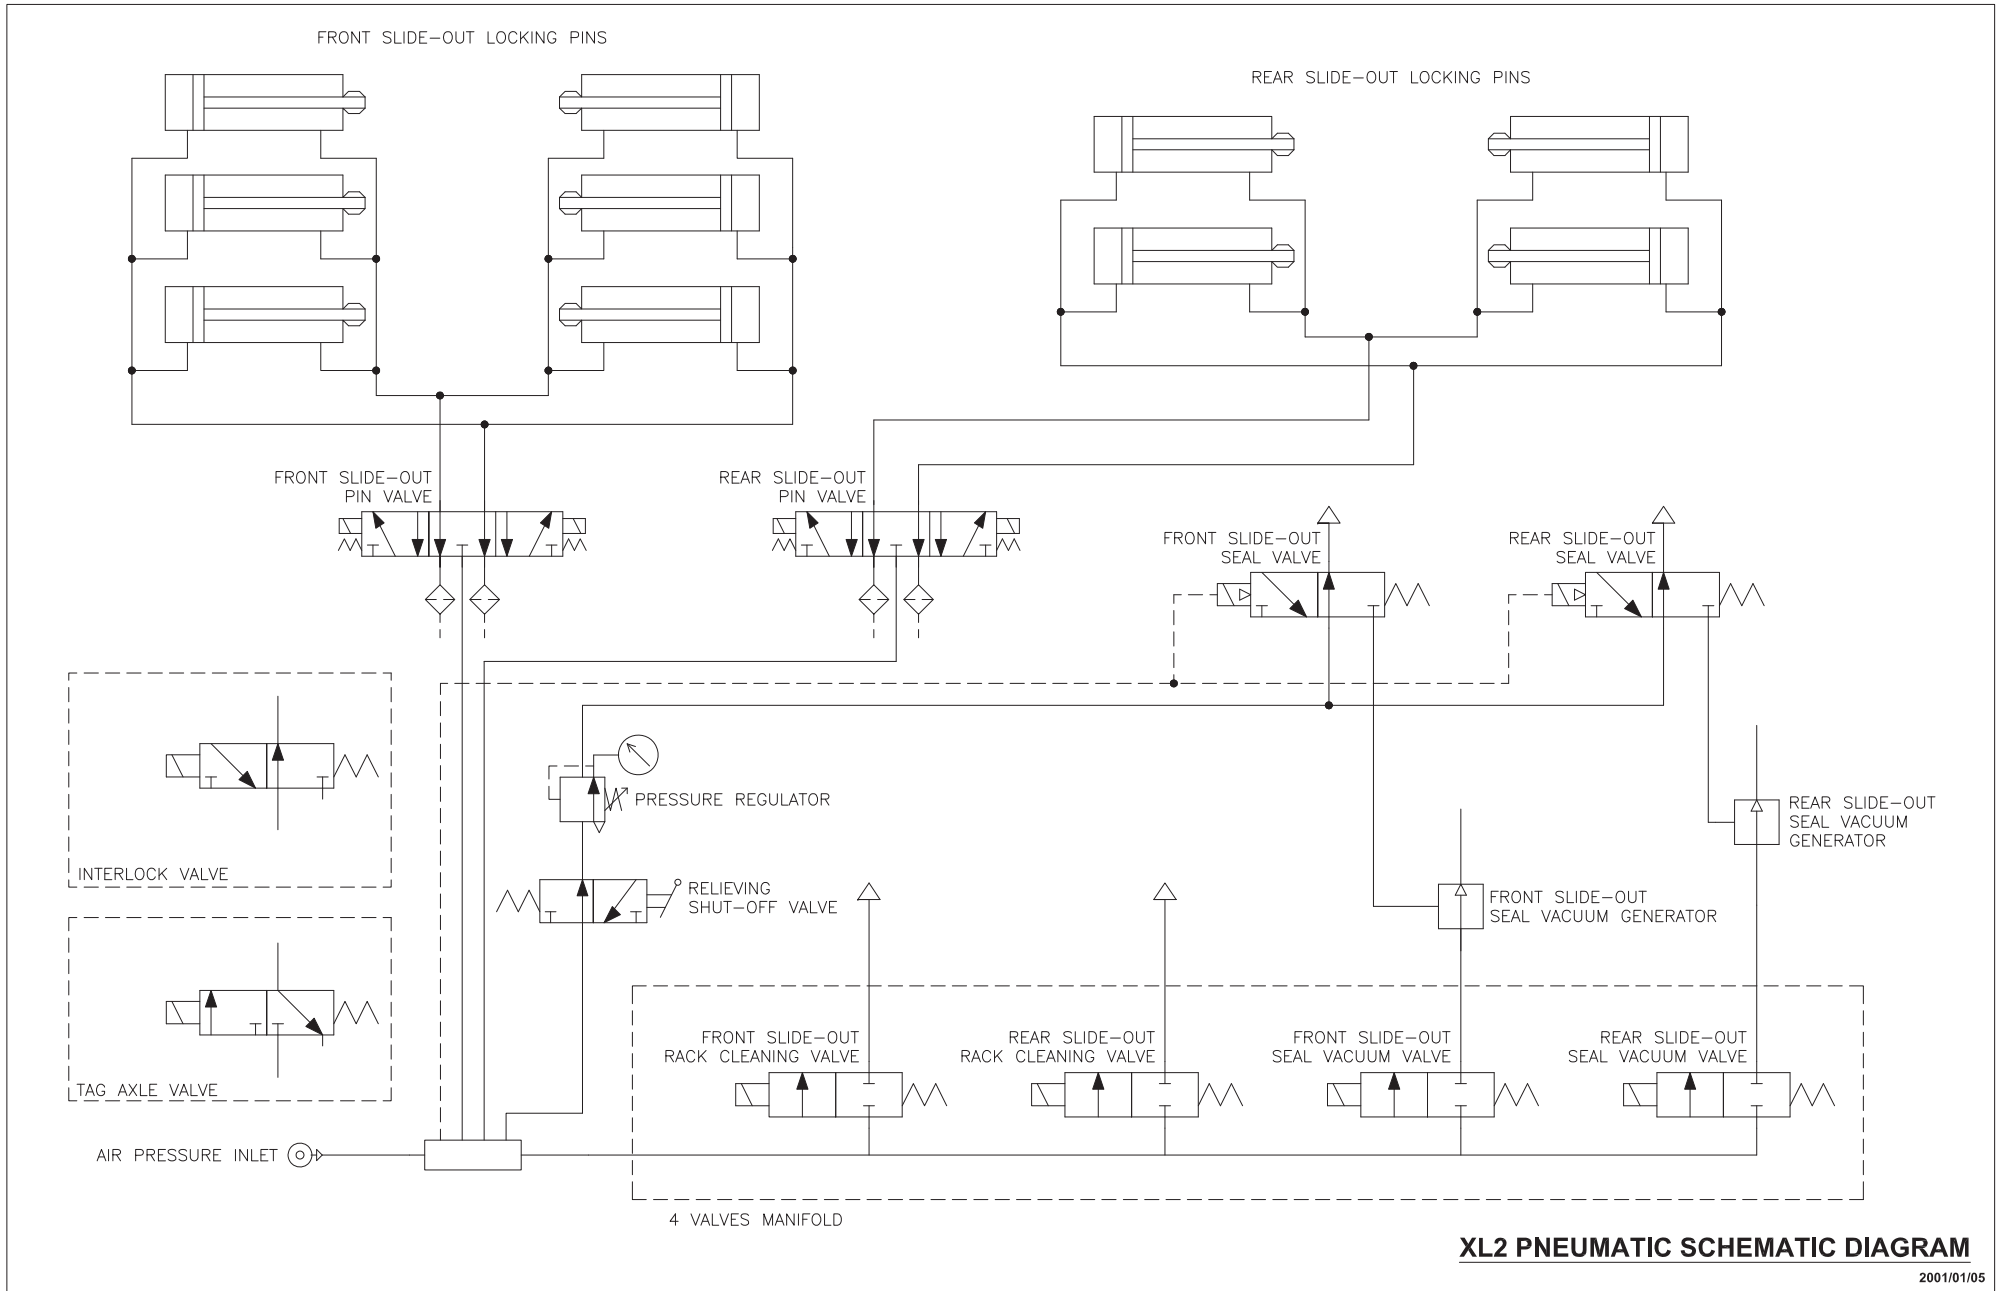 FRONT SLIDE-OUT LOCKING PINS
REAR SLIDE-OUT LOCKING PINS
FRONT SLIDE-OUT
PIN VALVE
REAR SLIDE-OUT
PIN VALVE
FRONT SLIDE-OUT
SEAL VALVE
REAR SLIDE-OUT
SEAL VALVE
PRESSURE REGULATOR
REAR SLIDE-OUT
SEAL VACUUM
GENERATOR
INTERLOCK VALVE
RELIEVING
SHUT-OFF VALVE
FRONT SLIDE-OUT
SEAL VACUUM GENERATOR
FRONT SLIDE-OUT
RACK CLEANING VALVE
REAR SLIDE-OUT
RACK CLEANING VALVE
FRONT SLIDE-OUT
SEAL VACUUM VALVE
REAR SLIDE-OUT
SEAL VACUUM VALVE
TAG AXLE VALVE
AIR PRESSURE INLET
4 VALVES MANIFOLD
XL2 PNEUMATIC SCHEMATIC DIAGRAM
2001/01/05